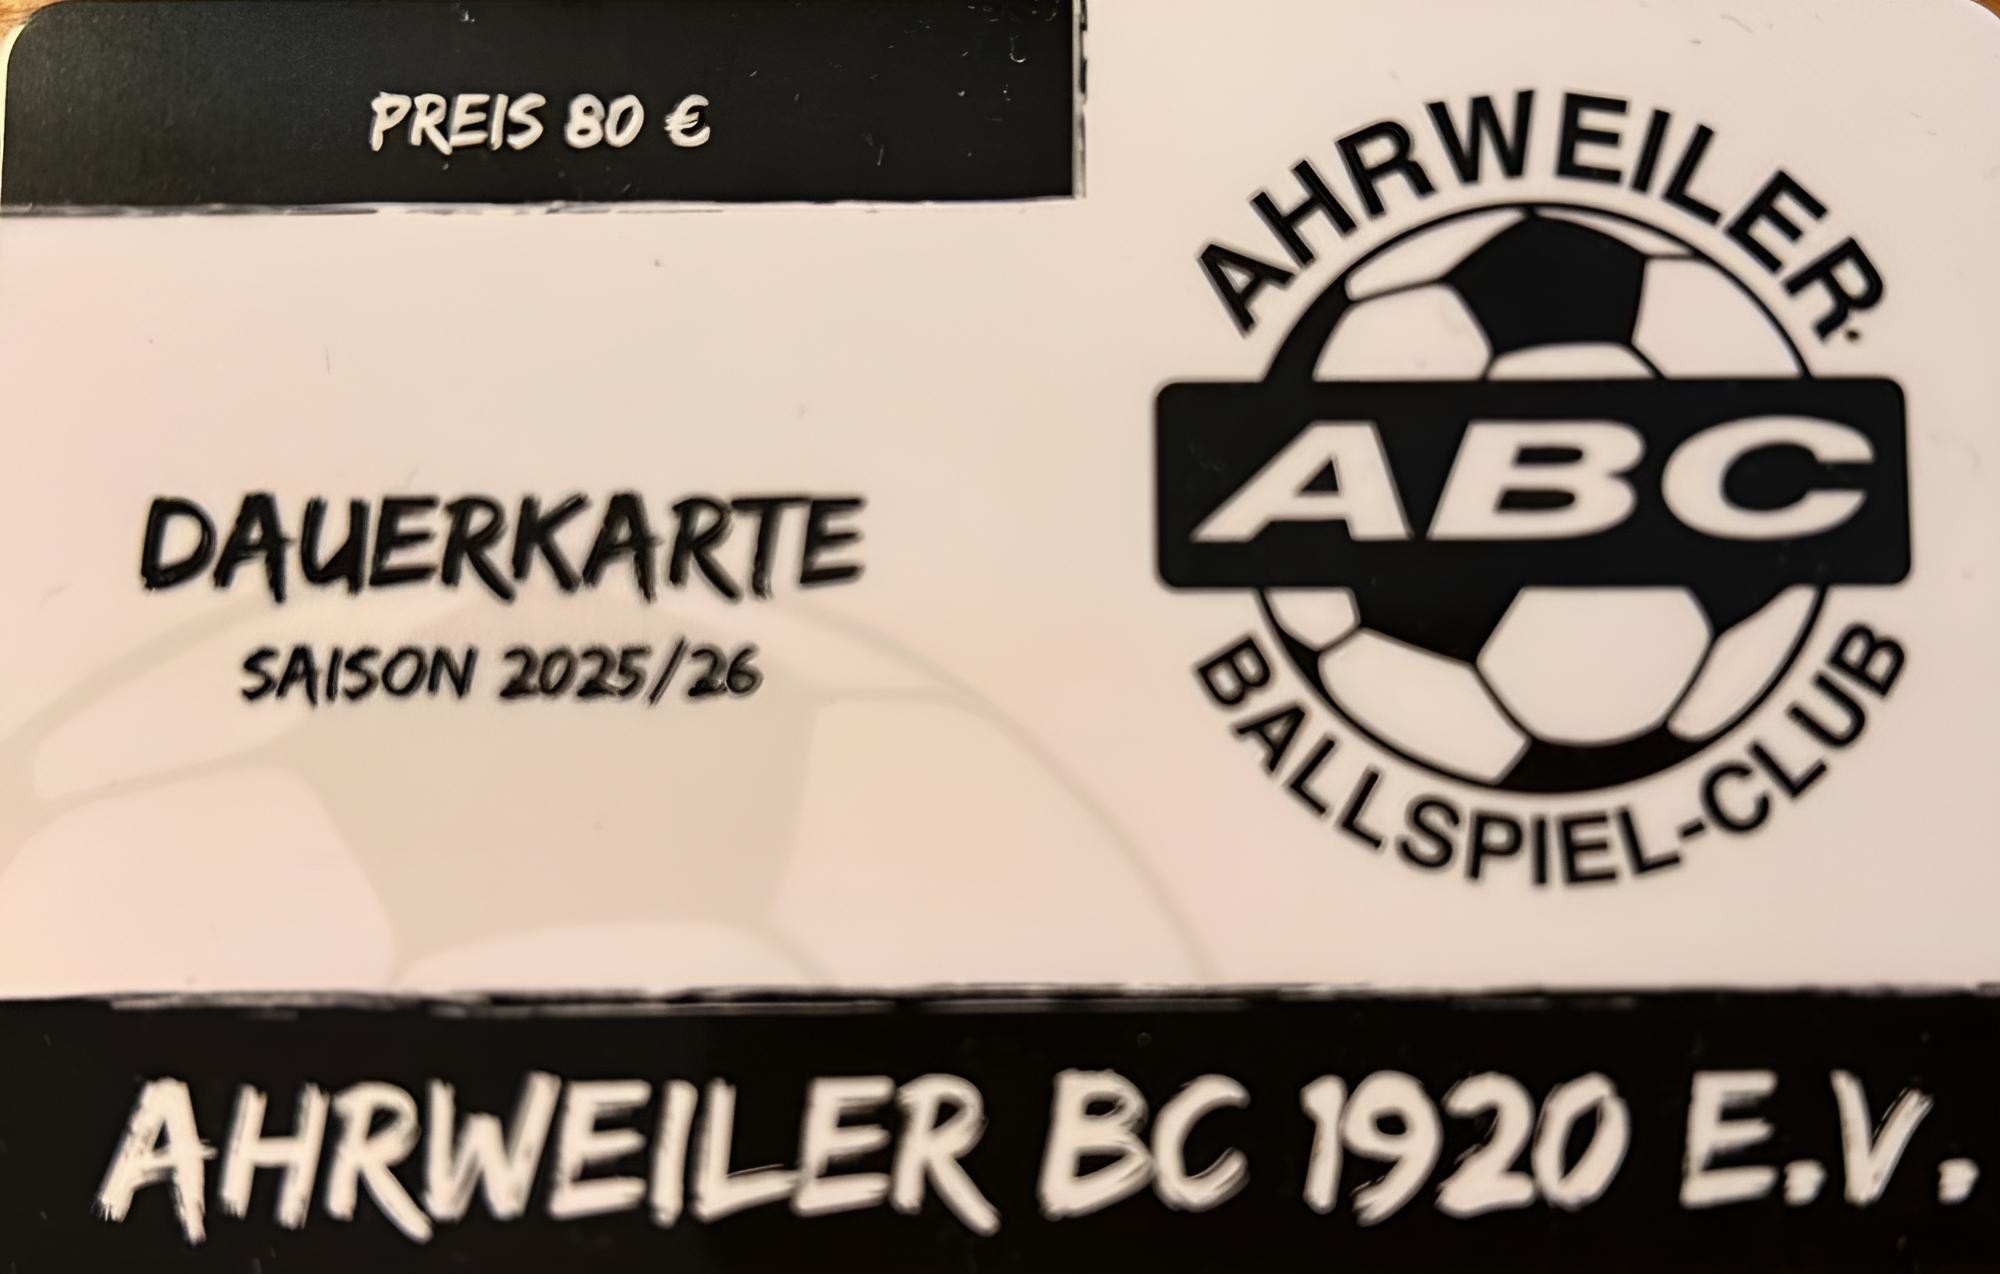 PREIS 80 €
AHRWEILER
ABC
BALLSPIEL-CLUB
DAUERKARTE
SAISON 2025/26
AHRWEILER BC 1920 E.V.